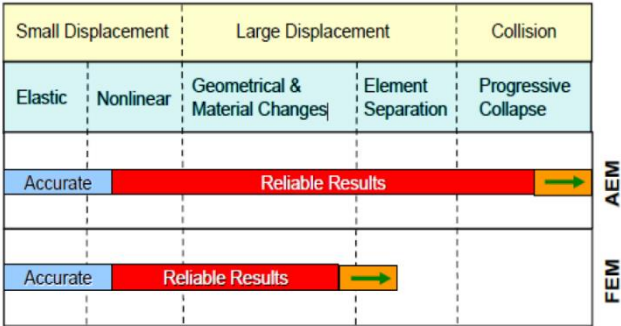 Small Displacement
Large Displacement
Collision
Elastic
Nonlinear
Geometrical &
Material Changes
Element
Separation
Progressive
Collapse
Accurate
Reliable Results
AEM
Accurate
Reliable Results
FEM